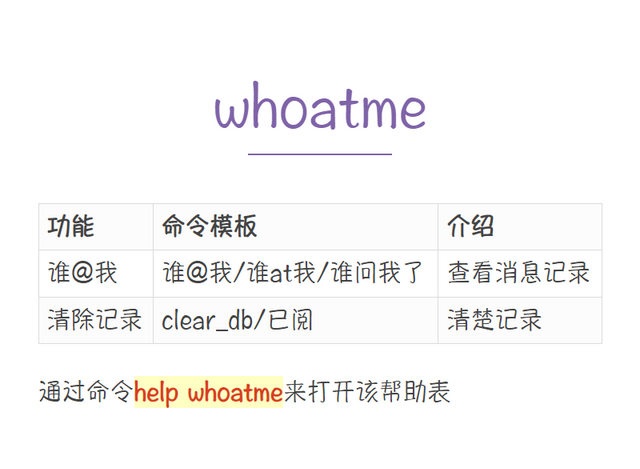 whoatme
功能 命令模板 介绍
谁@我 谁@我/谁at我/谁问我了 查看消息记录
清除记录 clear_db/已阅 清楚记录
通过命令help whoatme来打开该帮助表